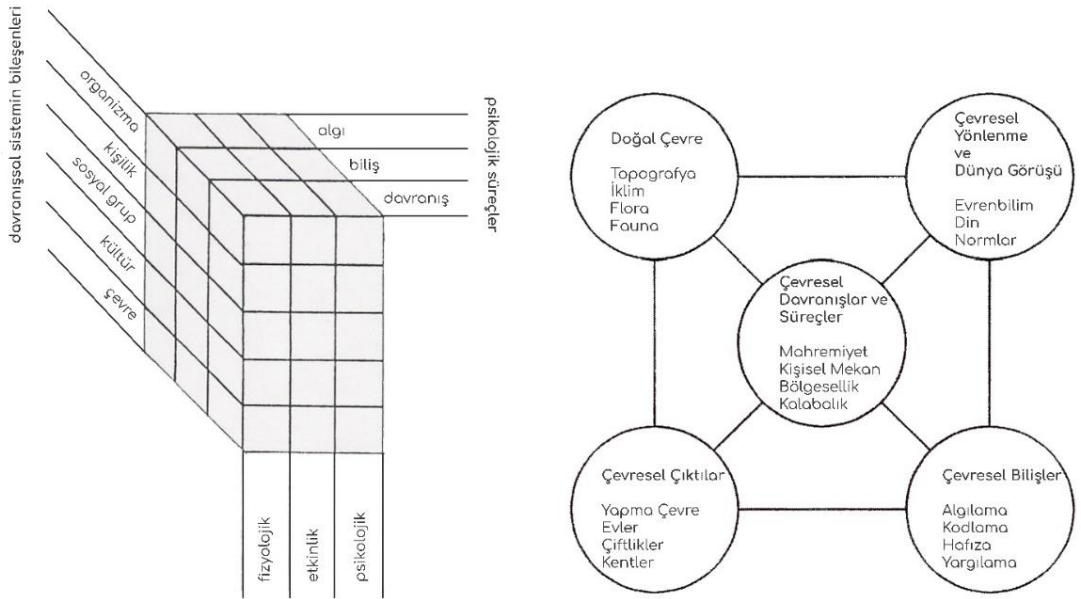 davranışsal sistemin bileşenleri
organizma
kişilik
sosyal grup
kültür
çevre
algı
biliş
davranış
psikolojik süreçler
fizyolojik
etkinlik
psikolojik
Doğal Çevre
Topografya
İklim
Flora
Fauna
Çevresel
Yönlenme
ve
Dünya Görüşü
Evrenbilim
Din
Normlar
Çevresel
Davranışlar ve
Süreçler
Mahremiyet
Kişisel Mekan
Bölgesellik
Kalabalık
Çevresel Çıktılar
Yapma Çevre
Evler
Çiftlikler
Kentler
Çevresel Bilişler
Algılama
Kodlama
Hafıza
Yargılama